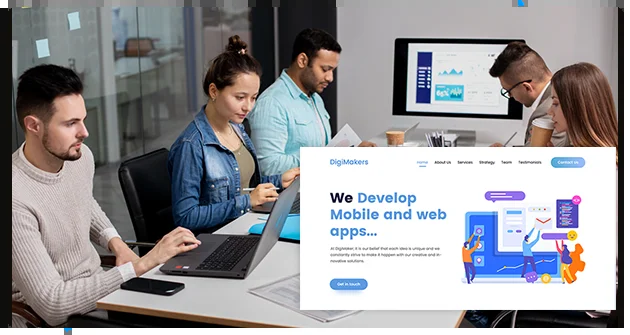 DigiMakers
Home About Us Services Strategy Team Testimonials Contact us
We Develop
Mobile and web
apps...
At DigiMaker, it is our belief that each idea is unique and we
constantly strive to make it happen with our creative and in-
novative solutions.
Get in touch